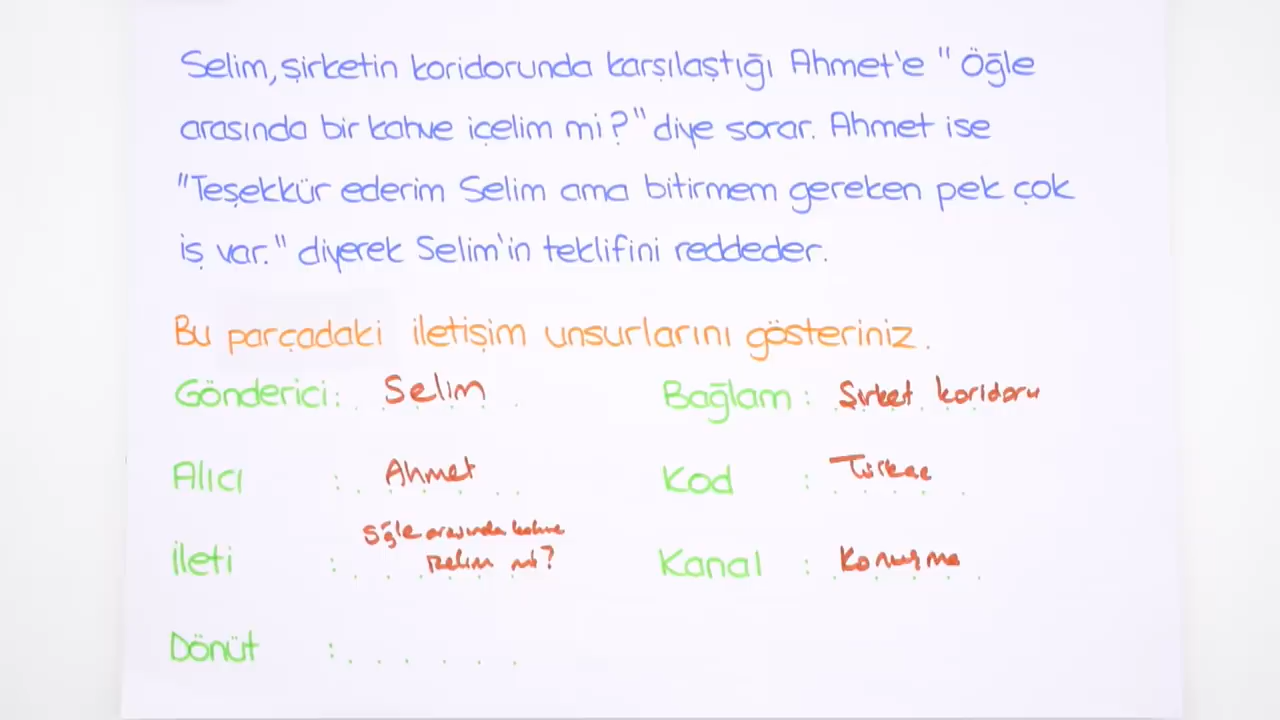 Selim, şirketin koridorunda karşılaştığı Ahmet'e "Öğle
arasında bir kahve içelim mi?" diye sorar. Ahmet ise
"Teşekkür ederim Selim ama bitirmem gereken pek çok
iş var." diyerek Selim'in teklifini reddeder.
Bu parçadaki iletişim unsurlarını gösteriniz.
Gönderici: Selim
Bağlam: Şirket koridoru
Alıcı : Ahmet
Kod : Türkçe
öğle arasında kahve
İleti : mi?
Kanal : Konuşma
Dönüt : . . . . . .